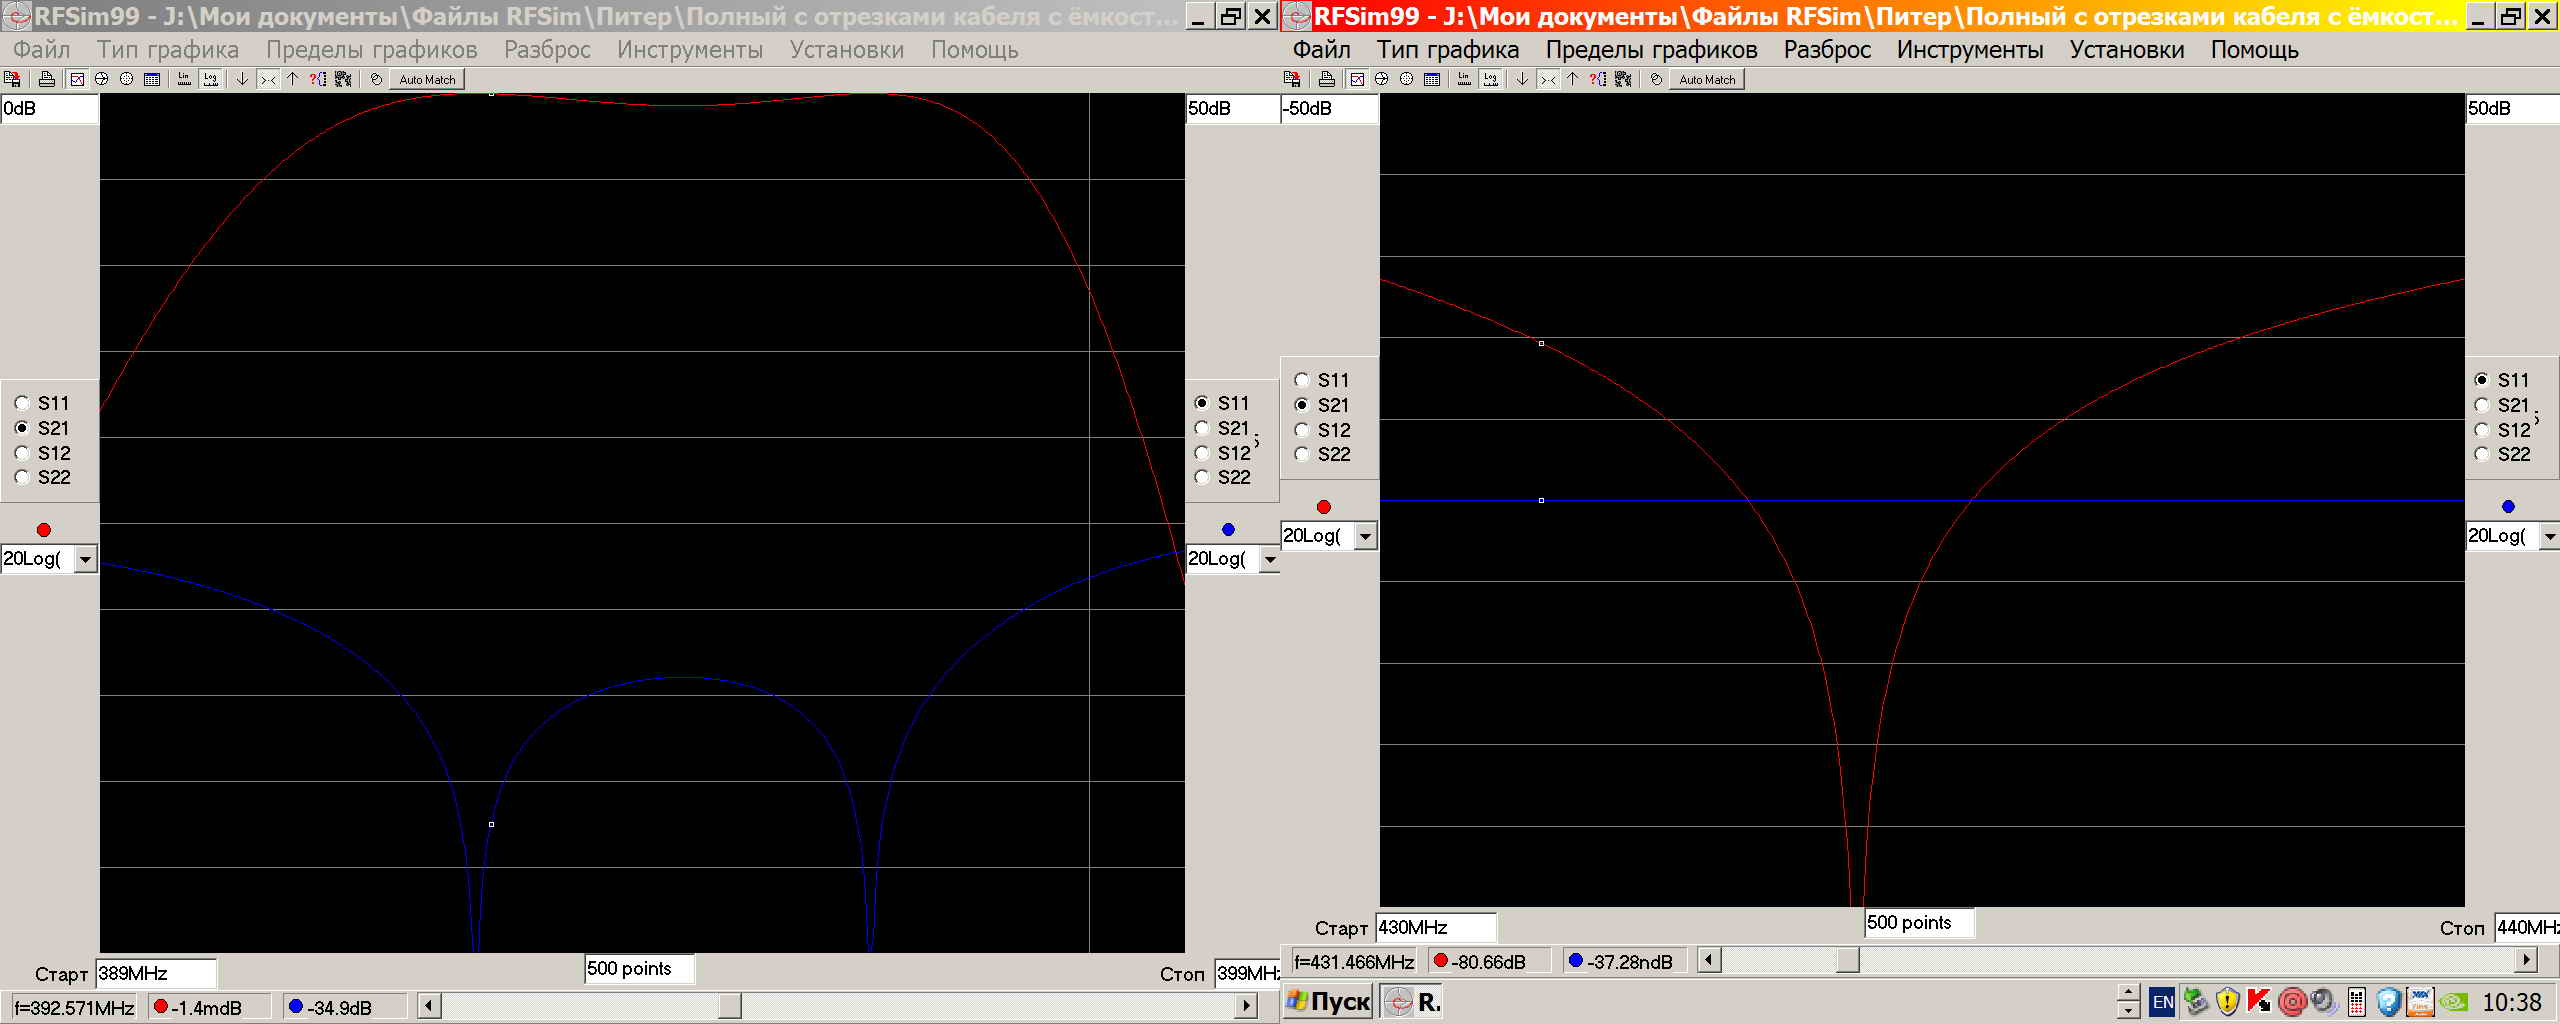 RFSim99 - J:\Мои документы\Файлы RFSim\Питер\Полный с отрезками кабеля с ёмкост...
Файл Тип графика Пределы графиков Разброс Инструменты Установки Помощь
Lin Log Auto Match
0dB
50dB
S11
S21
S12
S22
20Log(
S11
S21
S12
S22
20Log(
Старт 389MHz
500 points
Стоп 399MHz
f=392.571MHz -1.4mdB -34.9dB
RFSim99 - J:\Мои документы\Файлы RFSim\Питер\Полный с отрезками кабеля с ёмкост...
Файл Тип графика Пределы графиков Разброс Инструменты Установки Помощь
Lin Log Auto Match
-50dB
50dB
S11
S21
S12
S22
20Log(
S11
S21
S12
S22
20Log(
Старт 430MHz
500 points
Стоп 440MHz
f=431.466MHz -80.66dB -37.28ndB
Пуск R. EN 10:38